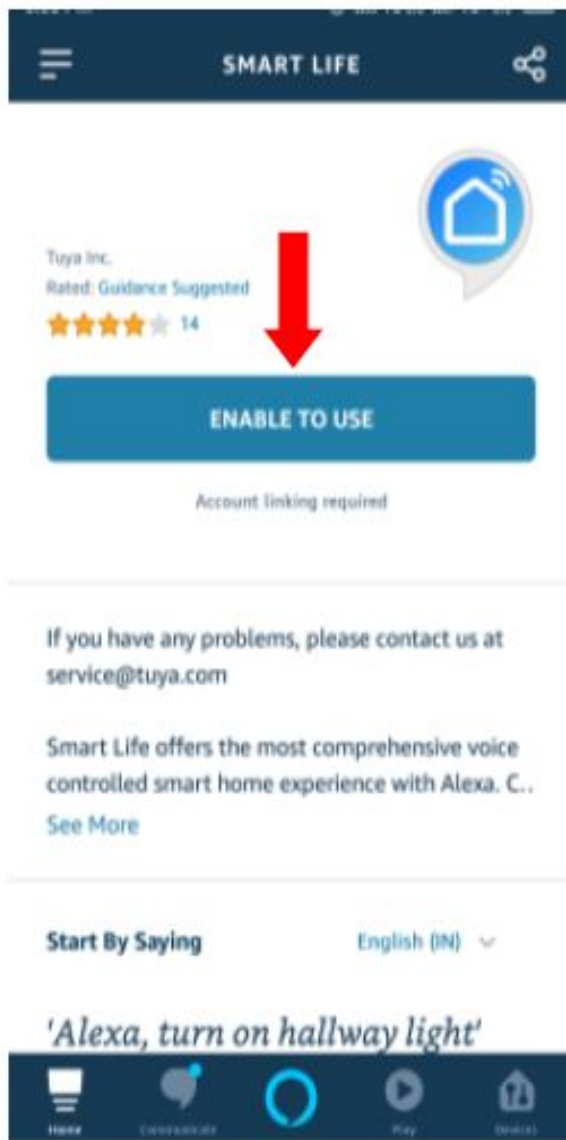 SMART LIFE
Tuya Inc.
Rated: Guidance Suggested
14
ENABLE TO USE
Account linking required
If you have any problems, please contact us at
service@tuya.com
Smart Life offers the most comprehensive voice
controlled smart home experience with Alexa. C..
See More
Start By Saying
English (IN)
'Alexa, turn on hallway light'
Home
Communicate
Play
Devices